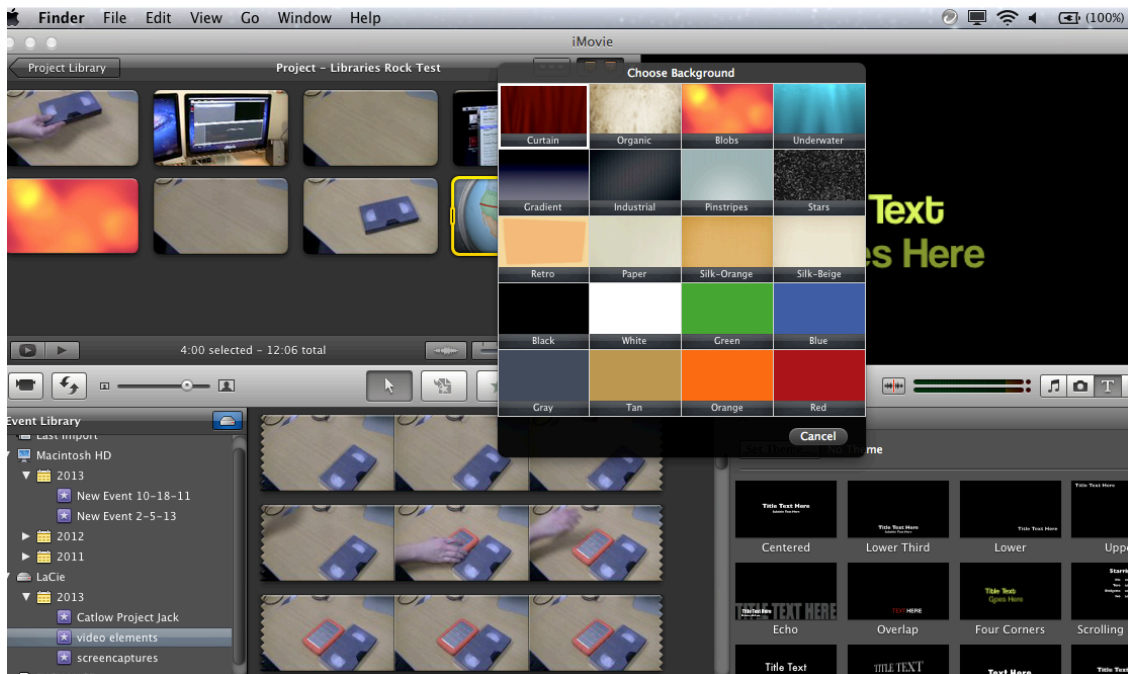 Finder File Edit View Go Window Help (100%)
iMovie
Project Library
Project – Libraries Rock Test
Choose Background
Curtain Organic Blobs Underwater
Gradient Industrial Pinstripes Stars
Retro Paper Silk-Orange Silk-Beige
Black White Green Blue
Gray Tan Orange Red
Cancel
Text
es Here
4:00 selected – 12:06 total
Event Library
Last Import
Macintosh HD
2013
New Event 10-18-11
New Event 2-5-13
2012
2011
LaCie
2013
Catlow Project Jack
video elements
screencaptures
No Theme
Title Text Here
Title Text Here
Title Text Here
Title Text Here
Centered Lower Third Lower Uppe
TITLE TEXT HERE
TEXT HERE
Title Text
Goes Here
Starri
Echo Overlap Four Corners Scrolling
Title Text
TITLE TEXT
Text Here
Title Text